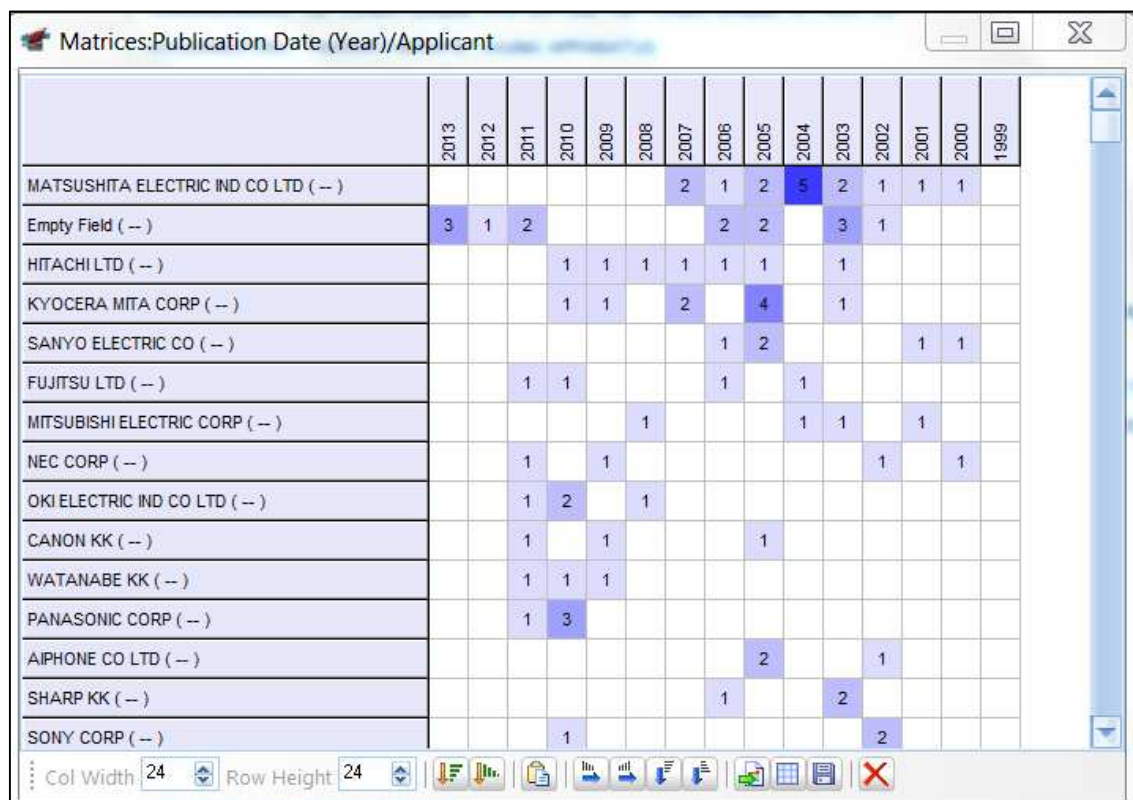 Matrices:Publication Date (Year)/Applicant
2013 2012 2011 2010 2009 2008 2007 2006 2005 2004 2003 2002 2001 2000 1999
MATSUSHITA ELECTRIC IND CO LTD ( -- ) 2 1 2 5 2 1 1 1
Empty Field ( -- ) 3 1 2 2 2 3 1
HITACHI LTD ( -- ) 1 1 1 1 1 1 1
KYOCERA MITA CORP ( -- ) 1 1 2 4 1
SANYO ELECTRIC CO ( -- ) 1 2 1 1
FUJITSU LTD ( -- ) 1 1 1 1
MITSUBISHI ELECTRIC CORP ( -- ) 1 1 1 1
NEC CORP ( -- ) 1 1 1 1
OKI ELECTRIC IND CO LTD ( -- ) 1 2 1
CANON KK ( -- ) 1 1 1
WATANABE KK ( -- ) 1 1 1
PANASONIC CORP ( -- ) 1 3
AIPHONE CO LTD ( -- ) 2 1
SHARP KK ( -- ) 1 2
SONY CORP ( -- ) 1 2
Col Width 24 Row Height 24